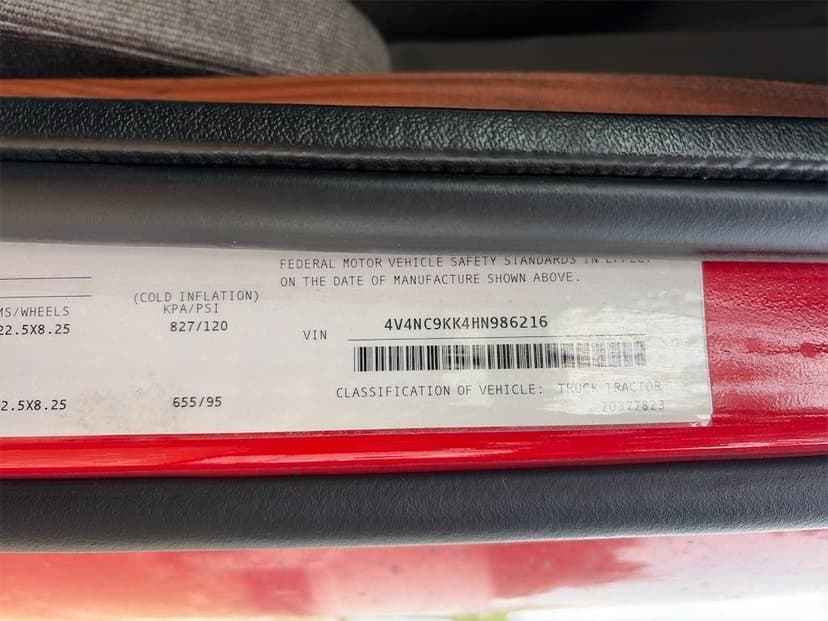 FEDERAL MOTOR VEHICLE SAFETY STANDARDS IN EFFECT
ON THE DATE OF MANUFACTURE SHOWN ABOVE.
MS/WHEELS
(COLD INFLATION)
KPA/PSI
22.5X8.25
827/120
VIN
4V4NC9KK4HN986216
CLASSIFICATION OF VEHICLE: TRUCK TRACTOR
2.5X8.25
655/95
20377823